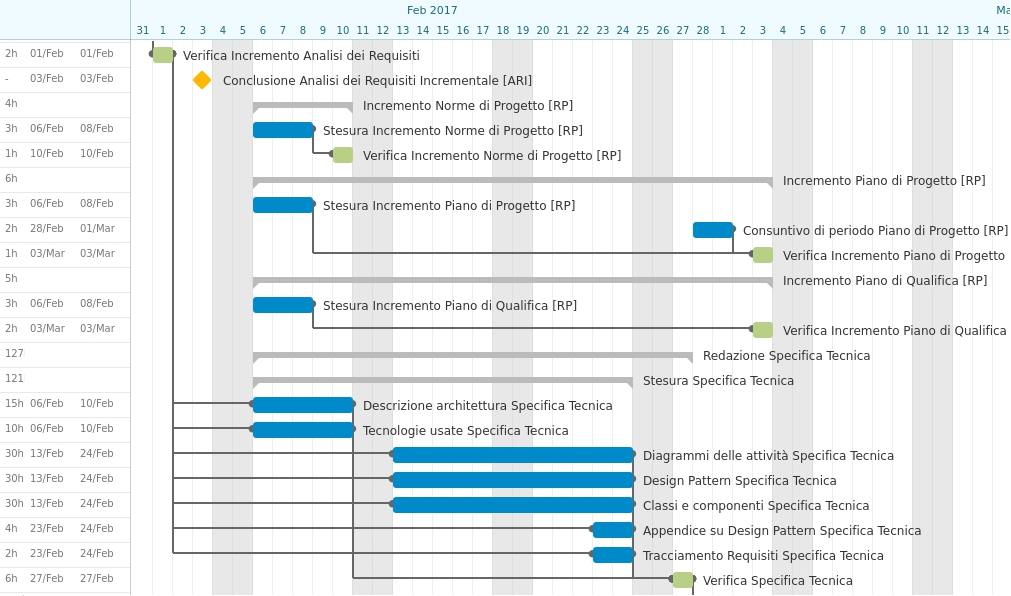 Feb 2017 Ma
31 1 2 3 4 5 6 7 8 9 10 11 12 13 14 15 16 17 18 19 20 21 22 23 24 25 26 27 28 1 2 3 4 5 6 7 8 9 10 11 12 13 14 15
2h 01/Feb 01/Feb Verifica Incremento Analisi dei Requisiti
- 03/Feb 03/Feb Conclusione Analisi dei Requisiti Incrementale [ARI]
4h Incremento Norme di Progetto [RP]
3h 06/Feb 08/Feb Stesura Incremento Norme di Progetto [RP]
1h 10/Feb 10/Feb Verifica Incremento Norme di Progetto [RP]
6h Incremento Piano di Progetto [RP]
3h 06/Feb 08/Feb Stesura Incremento Piano di Progetto [RP]
2h 28/Feb 01/Mar Consuntivo di periodo Piano di Progetto [RP]
1h 03/Mar 03/Mar Verifica Incremento Piano di Progetto
5h Incremento Piano di Qualifica [RP]
3h 06/Feb 08/Feb Stesura Incremento Piano di Qualifica [RP]
2h 03/Mar 03/Mar Verifica Incremento Piano di Qualifica
127 Redazione Specifica Tecnica
121 Stesura Specifica Tecnica
15h 06/Feb 10/Feb Descrizione architettura Specifica Tecnica
10h 06/Feb 10/Feb Tecnologie usate Specifica Tecnica
30h 13/Feb 24/Feb Diagrammi delle attività Specifica Tecnica
30h 13/Feb 24/Feb Design Pattern Specifica Tecnica
30h 13/Feb 24/Feb Classi e componenti Specifica Tecnica
4h 23/Feb 24/Feb Appendice su Design Pattern Specifica Tecnica
2h 23/Feb 24/Feb Tracciamento Requisiti Specifica Tecnica
6h 27/Feb 27/Feb Verifica Specifica Tecnica